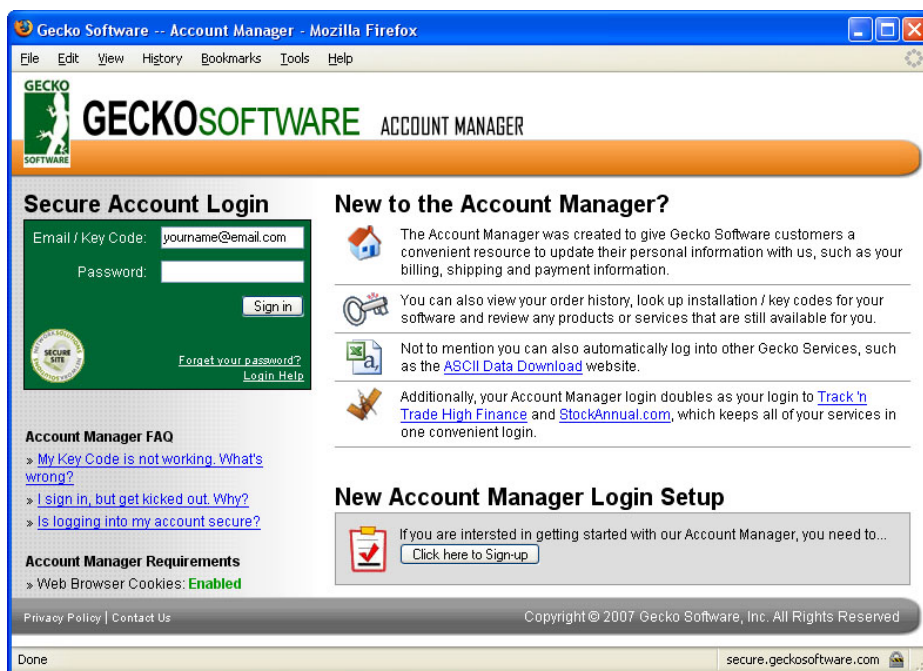 Gecko Software -- Account Manager - Mozilla Firefox
File Edit View History Bookmarks Tools Help
GECKO
SOFTWARE
GECKOSOFTWARE ACCOUNT MANAGER
Secure Account Login
Email / Key Code: yourname@email.com
Password:
Sign in
NETWORK SOLUTIONS
SECURE
SITE
Forget your password?
Login Help
Account Manager FAQ
» My Key Code is not working. What's
wrong?
» I sign in, but get kicked out. Why?
» Is logging into my account secure?
Account Manager Requirements
» Web Browser Cookies: Enabled
New to the Account Manager?
The Account Manager was created to give Gecko Software customers a
convenient resource to update their personal information with us, such as your
billing, shipping and payment information.
You can also view your order history, look up installation / key codes for your
software and review any products or services that are still available for you.
a,
Not to mention you can also automatically log into other Gecko Services, such
as the ASCII Data Download website.
Additionally, your Account Manager login doubles as your login to Track 'n
Trade High Finance and StockAnnual.com, which keeps all of your services in
one convenient login.
New Account Manager Login Setup
If you are intersted in getting started with our Account Manager, you need to...
Click here to Sign-up
Privacy Policy | Contact Us
Copyright © 2007 Gecko Software, Inc. All Rights Reserved
Done
secure.geckosoftware.com